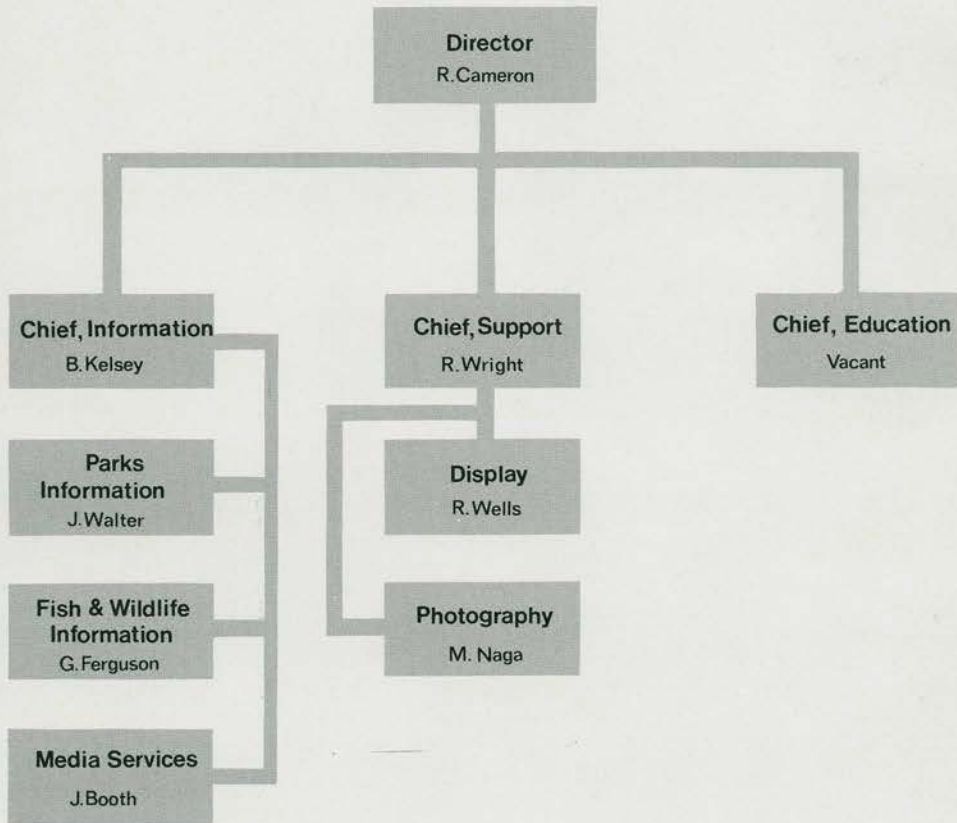 Director
R.Cameron
Chief, Information
B.Kelsey
Parks
Information
J.Walter
Fish & Wildlife
Information
G.Ferguson
Media Services
J.Booth
Chief, Support
R.Wright
Display
R.Wells
Photography
M. Naga
Chief, Education
Vacant